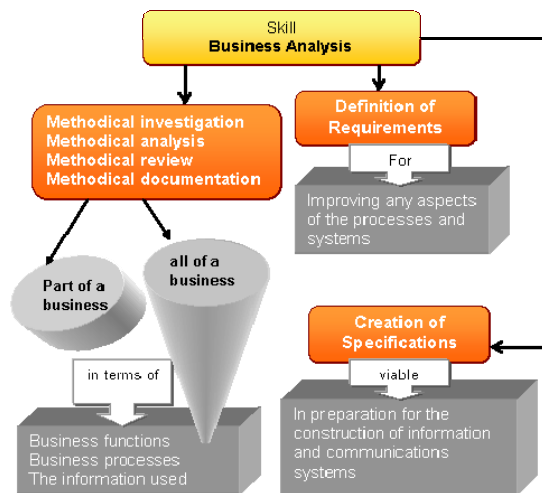 Skill
Business Analysis
Methodical investigation
Methodical analysis
Methodical review
Methodical documentation
Definition of
Requirements
For
Improving any aspects
of the processes and
systems
Part of a
business
all of a
business
in terms of
Business functions
Business processes
The information used
Creation of
Specifications
viable
In preparation for the
construction of information
and communications
systems